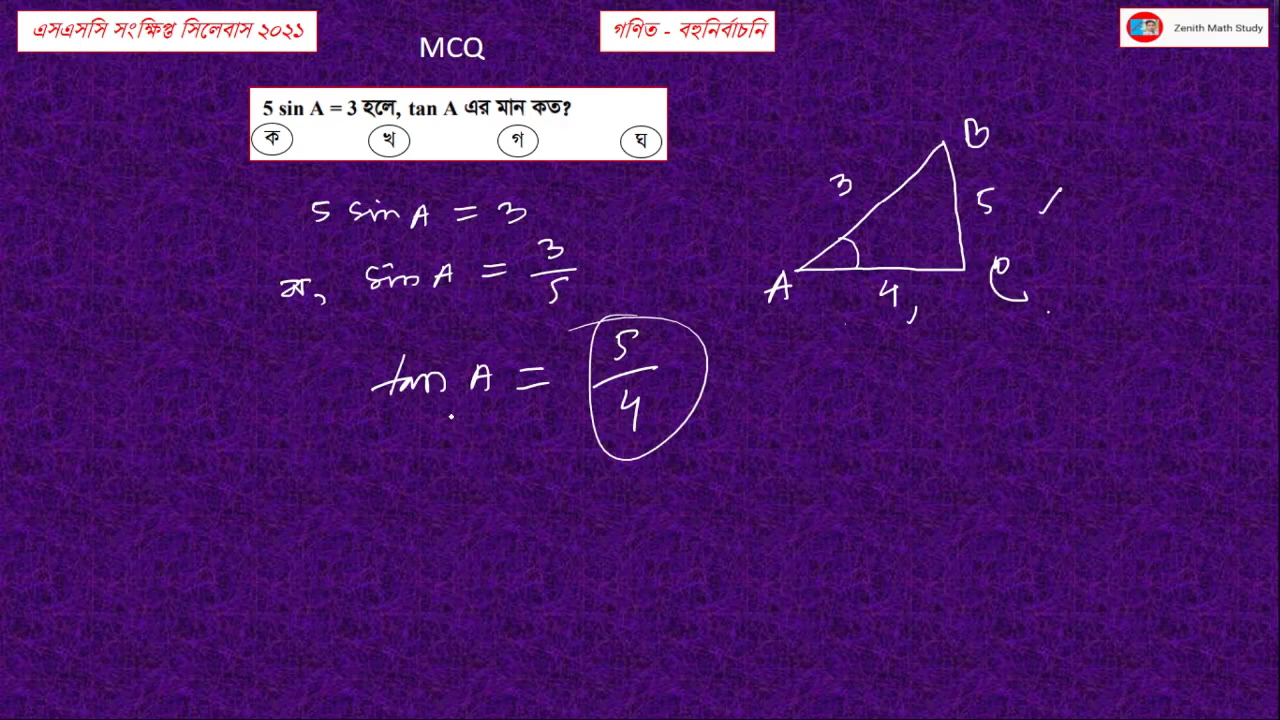 এসএসসি সংক্ষিপ্ত সিলেবাস ২০২১
MCQ
গণিত - বহুনির্বাচনি
Zenith Math Study
5 sin A = 3 হলে, tan A এর মান কত?
ক খ গ ঘ
5 sin A = 3
বা, sin A = 3/5
tan A = 5/4
B
3
5
A
4,
C